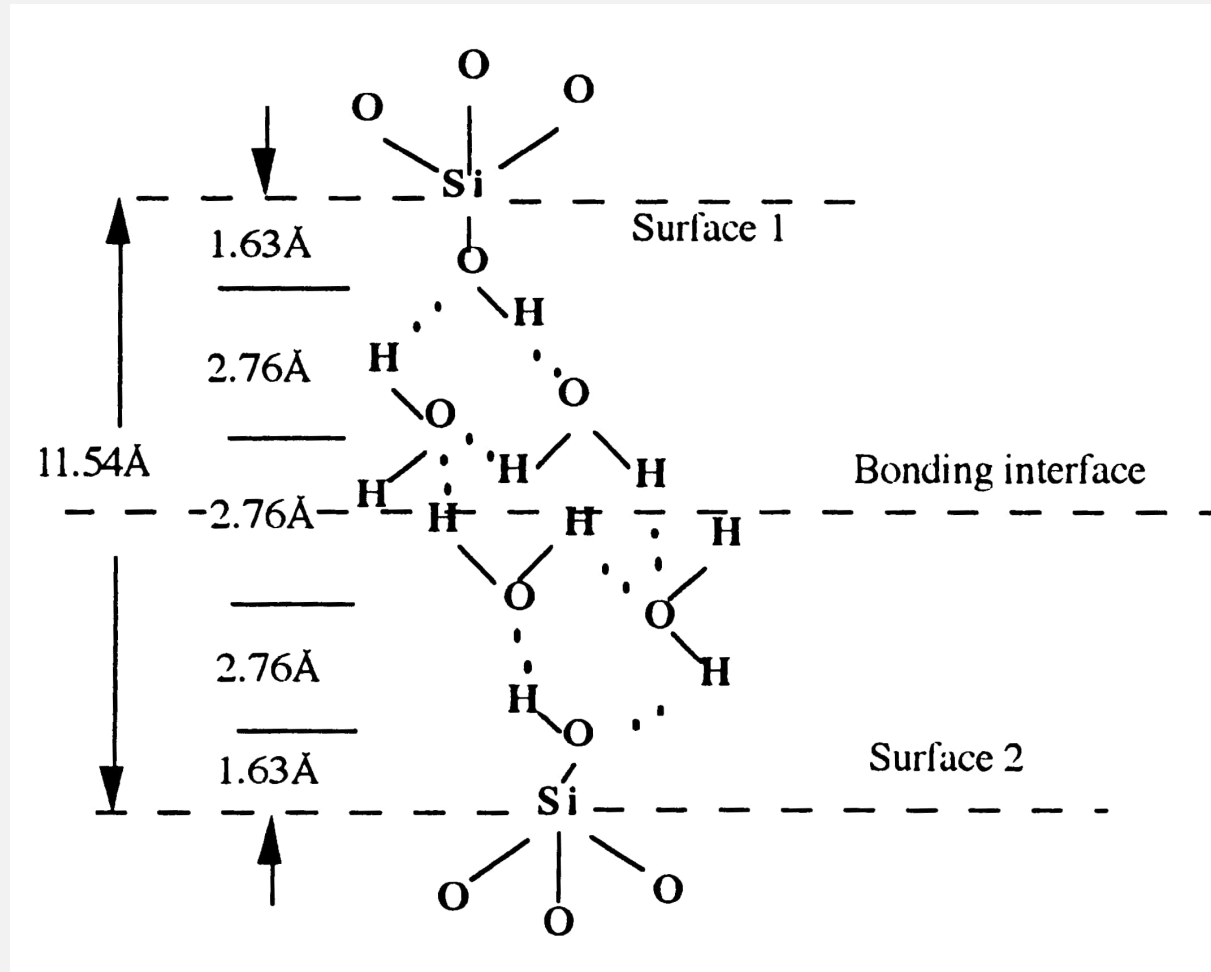 O
O O
Si
Surface 1
1.63Å
O
H
H
2.76Å
O
O
11.54Å
H H
Bonding interface
H
2.76Å
H H H
O
O
2.76Å
H
H
O
Surface 2
1.63Å
Si
O O
O